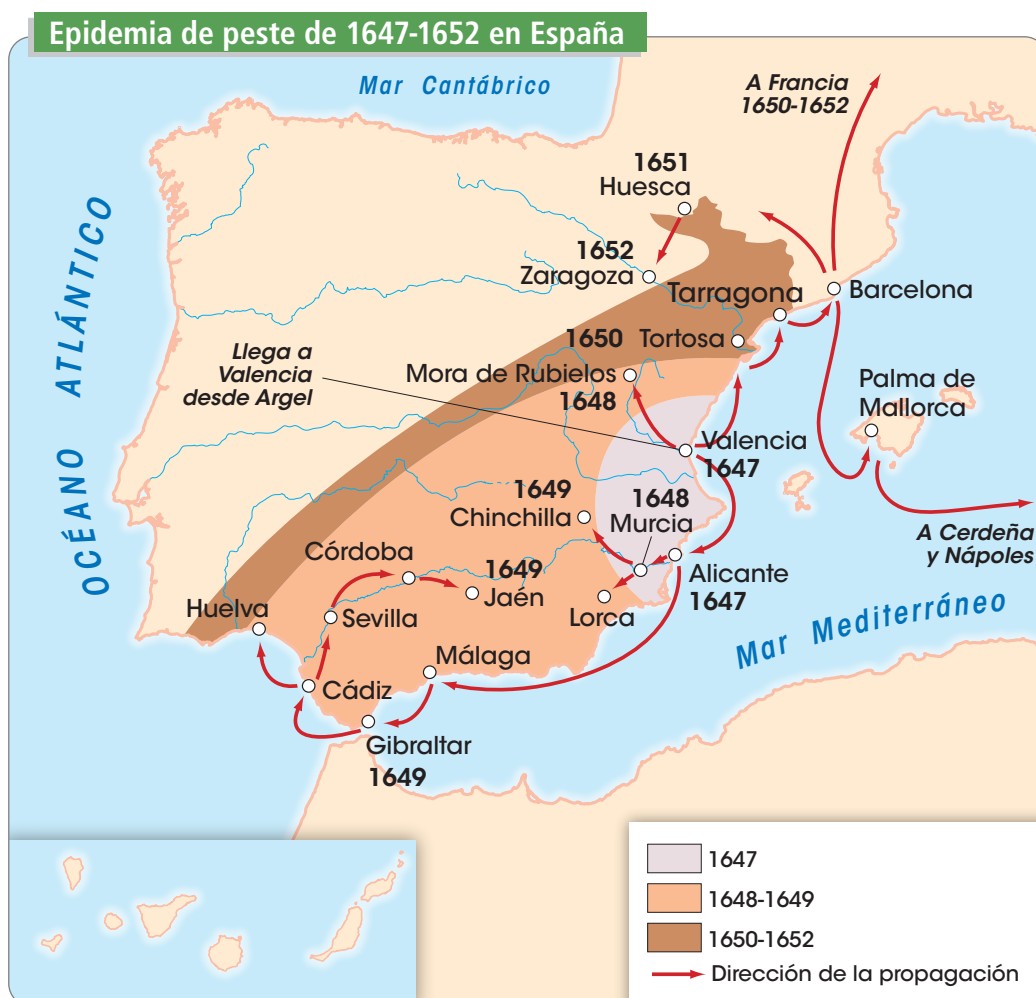 Epidemia de peste de 1647-1652 en España
Mar Cantábrico
A Francia
1650-1652
1651
Huesca
1652
Zaragoza
OCÉANO ATLÁNTICO
Tarragona
Barcelona
1650
Tortosa
Llega a
Valencia
desde Argel
Mora de Rubielos
1648
Palma de
Mallorca
Valencia
1647
1649
Chinchilla
1648
Murcia
A Cerdeña
y Nápoles
Córdoba
1649
Jaén
Alicante
1647
Lorca
Huelva
Sevilla
Mar Mediterráneo
Málaga
Cádiz
Gibraltar
1649
1647
1648-1649
1650-1652
Dirección de la propagación